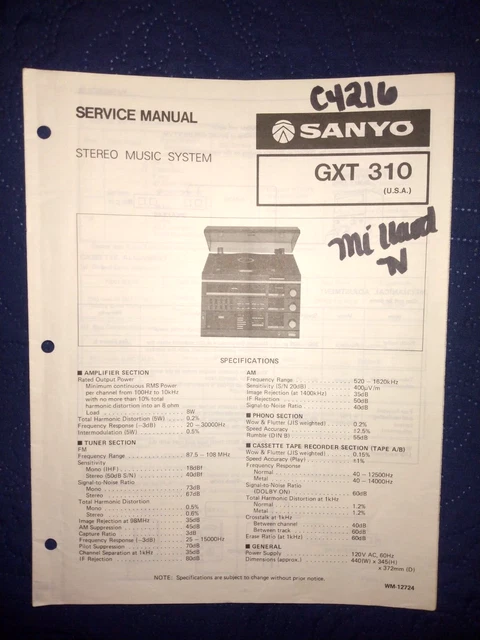 C4216
SERVICE MANUAL
SANYO
STEREO MUSIC SYSTEM
GXT 310
(U.S.A.)
SPECIFICATIONS
■ AMPLIFIER SECTION
Rated Output Power
Minimum continuous RMS Power
per channel from 100Hz to 10kHz
with no more than 10% total
harmonic distortion into an 8 ohm
Load 8W
Total Harmonic Distortion (5W) 0.2%
Frequency Response (−3dB) 20 − 30000Hz
Intermodulation (5W) 0.5%
■ TUNER SECTION
FM
Frequency Range 87.5 − 108 MHz
Sensitivity
Mono (IHF) 18dBf
Stereo (50dB S/N) 40dBf
Signal-to-Noise Ratio
Mono 73dB
Stereo 67dB
Total Harmonic Distortion
Mono 0.5%
Stereo 0.8%
Image Rejection at 98MHz 35dB
AM Suppression 45dB
Capture Ratio 3dB
Frequency Response (−3dB) 25 − 15000Hz
Pilot Suppression 70dB
Channel Separation at 1kHz 35dB
IF Rejection 80dB
AM
Frequency Range 520 − 1620kHz
Sensitivity (S/N 20dB) 400μV/m
Image Rejection (at 1400kHz) 35dB
IF Rejection 50dB
Signal-to-Noise Ratio 40dB
■ PHONO SECTION
Wow & Flutter (JIS weighted) 0.2%
Speed Accuracy ±2.5%
Rumble (DIN B) 55dB
■ CASSETTE TAPE RECORDER SECTION (TAPE A/B)
Wow & Flutter (JIS weighted) 0.15%
Speed Accuracy (Play) ±1%
Frequency Response
Normal 40 − 12500Hz
Metal 40 − 14000Hz
Signal-to-Noise Ratio
(DOLBY-ON) 60dB
Total Harmonic Distortion at 1kHz
Normal 1.2%
Metal 1.2%
Crosstalk at 1kHz
Between channel 40dB
Between track 60dB
Erase Ratio (at 1kHz) 60dB
■ GENERAL
Power Supply 120V AC, 60Hz
Dimensions (approx.) 440(W) x 345(H)
x 372mm (D)
NOTE: Specifications are subject to change without prior notice.
WM-12724